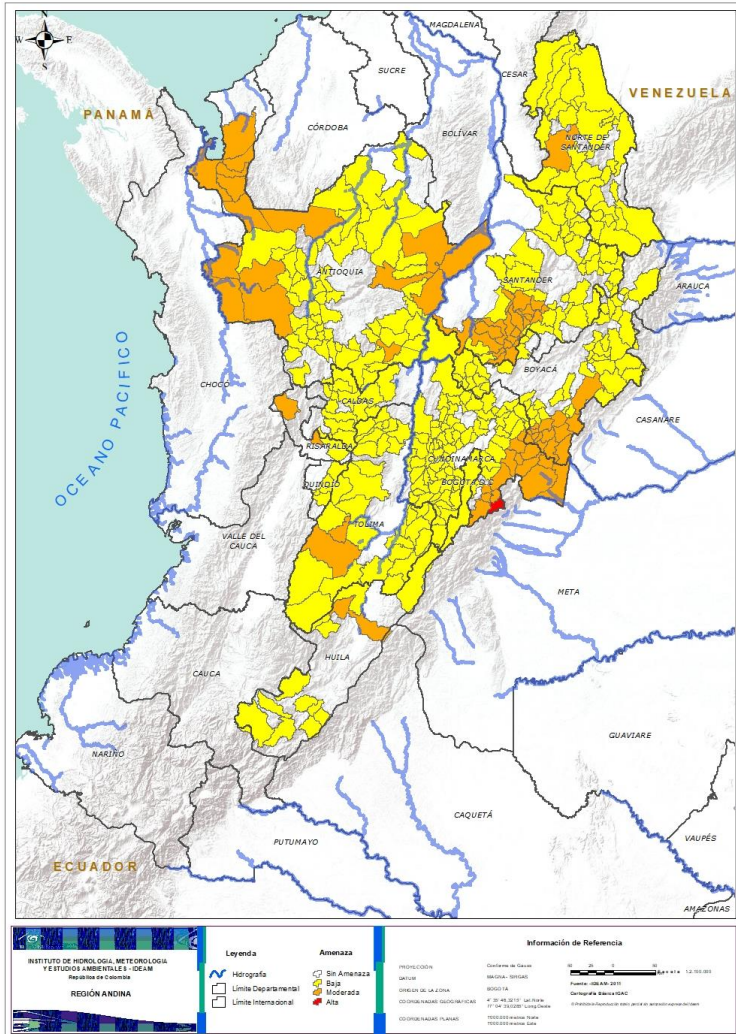 N
W
E
S
MAGDALENA
SUCRE
CESAR
VENEZUELA
PANAMÁ
CÓRDOBA
BOLÍVAR
NORTE DE
SANTANDER
ANTIOQUIA
SANTANDER
ARAUCA
BOYACÁ
CHOCÓ
CALDAS
CASANARE
OCEANO PACIFICO
RISARALDA
CUNDINAMARCA
QUINDIO
BOGOTÁ D.C
TOLIMA
VALLE DEL
CAUCA
META
HUILA
CAUCA
GUAVIARE
NARIÑO
CAQUETÁ
PUTUMAYO
VAUPÉS
ECUADOR
AMAZONAS
INSTITUTO DE HIDROLOGIA, METEOROLOGIA
Y ESTUDIOS AMBIENTALES - IDEAM
República de Colombia
REGIÓN ANDINA
Leyenda
Hidrografía
Límite Departamental
Límite Internacional
Amenaza
Sin Amenaza
Baja
Moderada
Alta
Información de Referencia
PROYECCIÓN
Conforme de Gauss
DATUM
MAGNA - SIRGAS
ORIGEN DE LA ZONA
BOGOTÁ
COORDENADAS GEOGRÁFICAS
COORDENADAS PLANAS
Fuente: IDEAM- 2011
Cartografía Básica IGAC